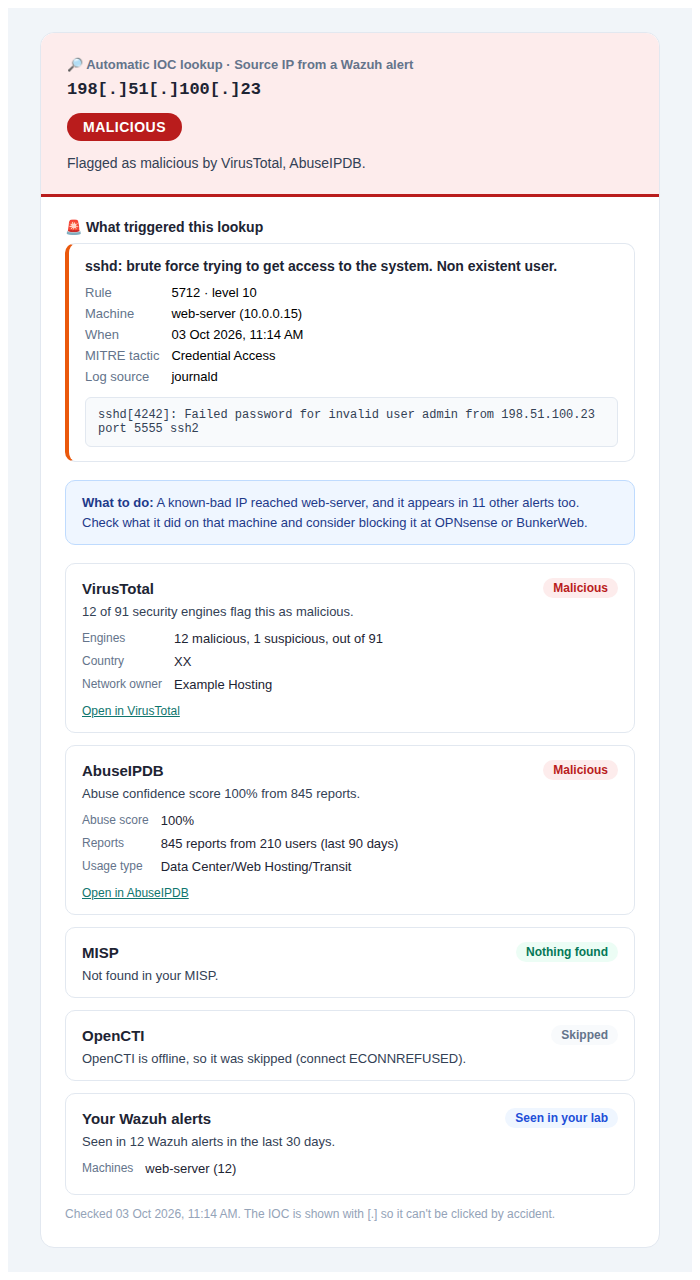 🔎 Automatic IOC lookup · Source IP from a Wazuh alert
198[.]51[.]100[.]23
MALICIOUS
Flagged as malicious by VirusTotal, AbuseIPDB.
🚨 What triggered this lookup
sshd: brute force trying to get access to the system. Non existent user.
Rule 5712 · level 10
Machine web-server (10.0.0.15)
When 03 Oct 2026, 11:14 AM
MITRE tactic Credential Access
Log source journald
sshd[4242]: Failed password for invalid user admin from 198.51.100.23
port 5555 ssh2
What to do: A known-bad IP reached web-server, and it appears in 11 other alerts too.
Check what it did on that machine and consider blocking it at OPNsense or BunkerWeb.
VirusTotal Malicious
12 of 91 security engines flag this as malicious.
Engines 12 malicious, 1 suspicious, out of 91
Country XX
Network owner Example Hosting
Open in VirusTotal
AbuseIPDB Malicious
Abuse confidence score 100% from 845 reports.
Abuse score 100%
Reports 845 reports from 210 users (last 90 days)
Usage type Data Center/Web Hosting/Transit
Open in AbuseIPDB
MISP Nothing found
Not found in your MISP.
OpenCTI Skipped
OpenCTI is offline, so it was skipped (connect ECONNREFUSED).
Your Wazuh alerts Seen in your lab
Seen in 12 Wazuh alerts in the last 30 days.
Machines web-server (12)
Checked 03 Oct 2026, 11:14 AM. The IOC is shown with [.] so it can't be clicked by accident.